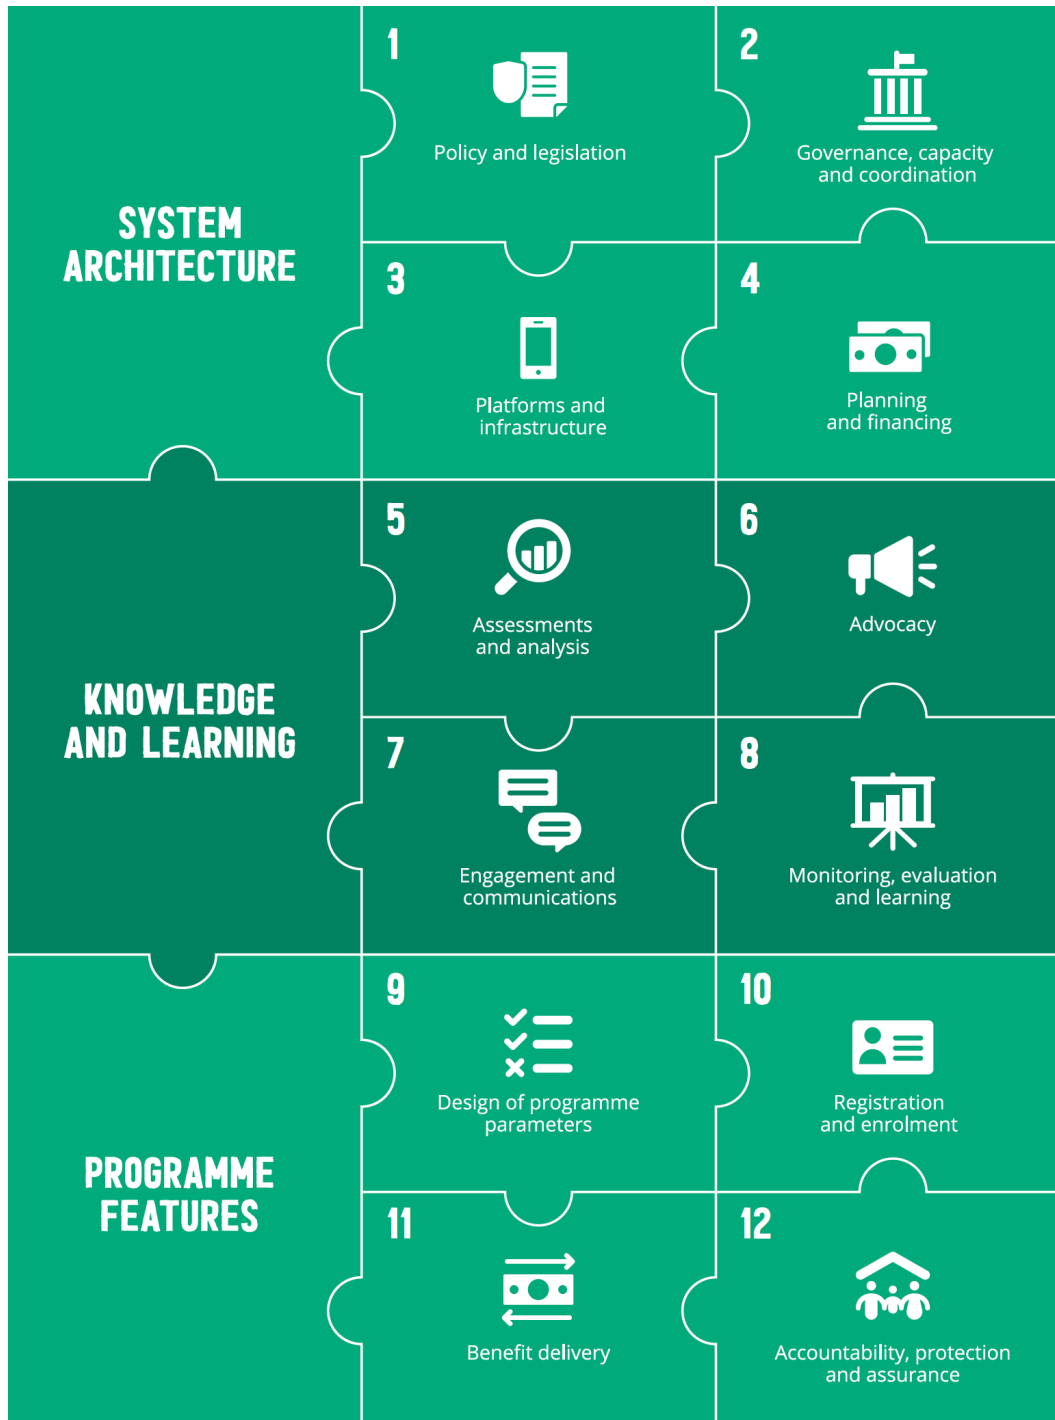 SYSTEM
ARCHITECTURE
1
Policy and legislation
2
Governance, capacity
and coordination
3
Platforms and
infrastructure
4
Planning
and financing
KNOWLEDGE
AND LEARNING
5
Assessments
and analysis
6
Advocacy
7
Engagement and
communications
8
Monitoring, evaluation
and learning
PROGRAMME
FEATURES
9
Design of programme
parameters
10
Registration
and enrolment
11
Benefit delivery
12
Accountability, protection
and assurance